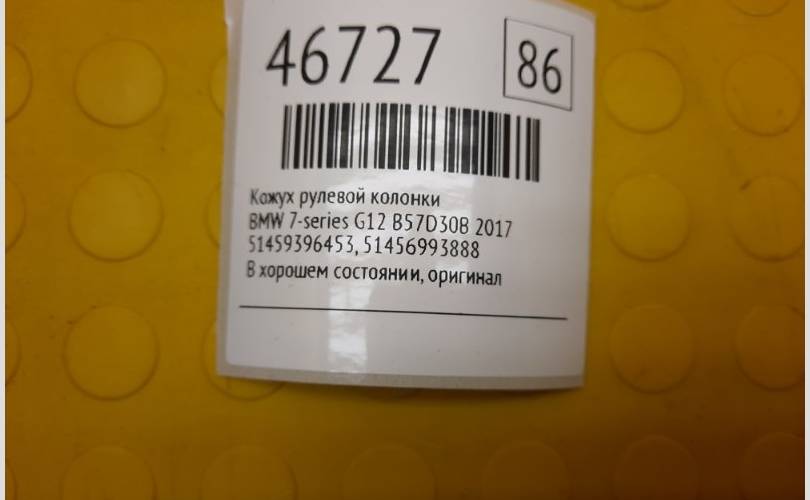 46727
86
Кожух рулевой колонки
BMW 7-series G12 B57D30B 2017
51459396453, 51456993888
В хорошем состоянии, оригинал